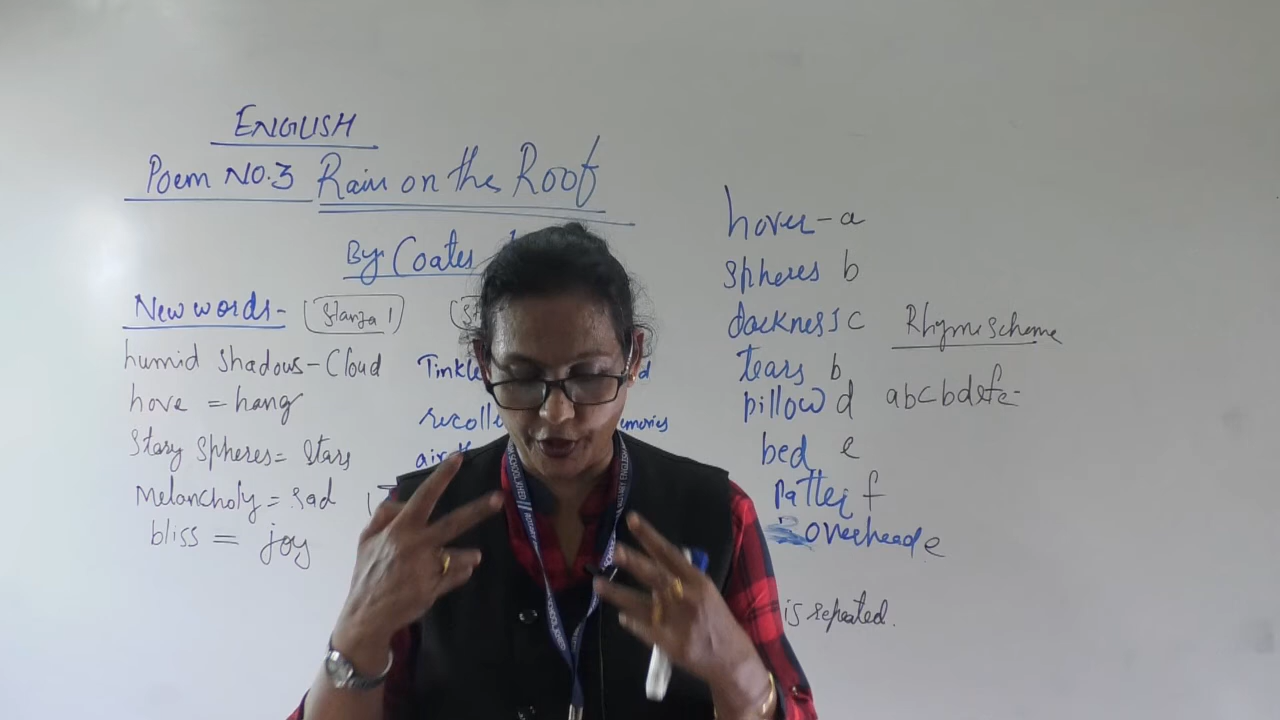 ENGLISH
Poem NO.3 Rain on the Roof
By: Coates
New words - Stanza 1
humid shadows - Cloud
hove = hang
Stary Spheres = Stars
Melancholy = sad
bliss = joy
Tinkle
recolle
emories
hover - a
spheres b
darkness c
tears b
pillow d
bed e
patter f
overhead e
Rhyme scheme
abcbdefe
is repeated.